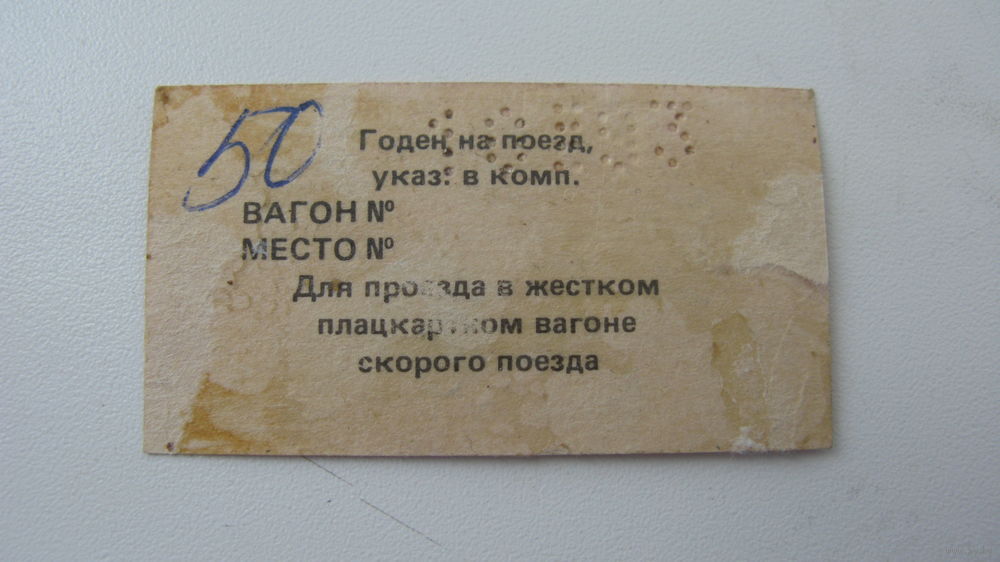 50
Годен на поезд,
указ. в комп.
ВАГОН №
МЕСТО №
Для проезда в жестком
плацкартном вагоне
скорого поезда